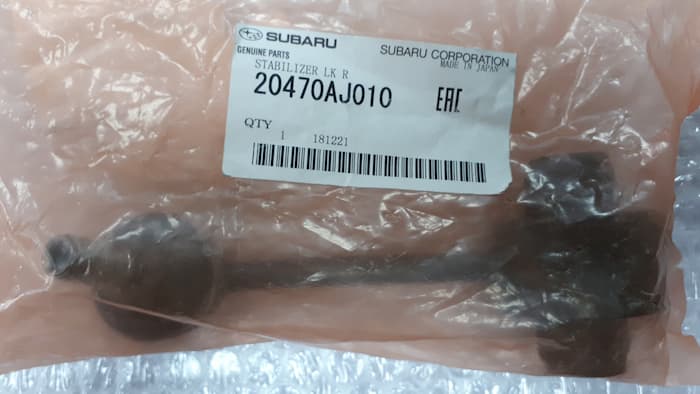 SUBARU
GENUINE PARTS
SUBARU CORPORATION
MADE IN JAPAN
STABILIZER LK R
20470AJ010
EAC
QTY
1 181221